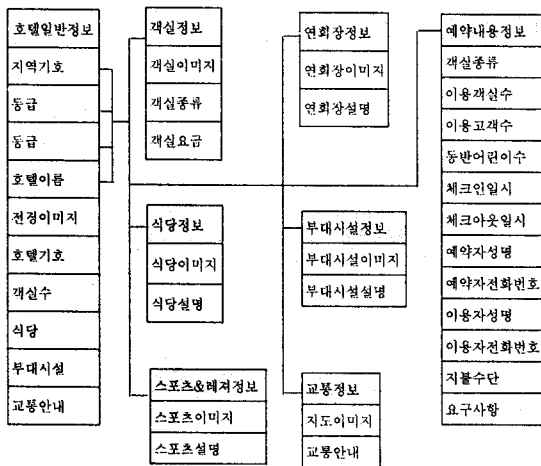 호텔일반정보
지역기호
등급
등급
호텔이름
전경이미지
호텔기호
객실수
식당
부대시설
교통안내
객실정보
객실이미지
객실종류
객실요금
식당정보
식당이미지
식당설명
스포츠&레져정보
스포츠이미지
스포츠설명
연회장정보
연회장이미지
연회장설명
부대시설정보
부대시설이미지
부대시설설명
교통정보
지도이미지
교통안내
예약내용정보
객실종류
이용객실수
이용고객수
동반어린이수
체크인일시
체크아웃일시
예약자성명
예약자전화번호
이용자성명
이용자전화번호
지불수단
요구사항